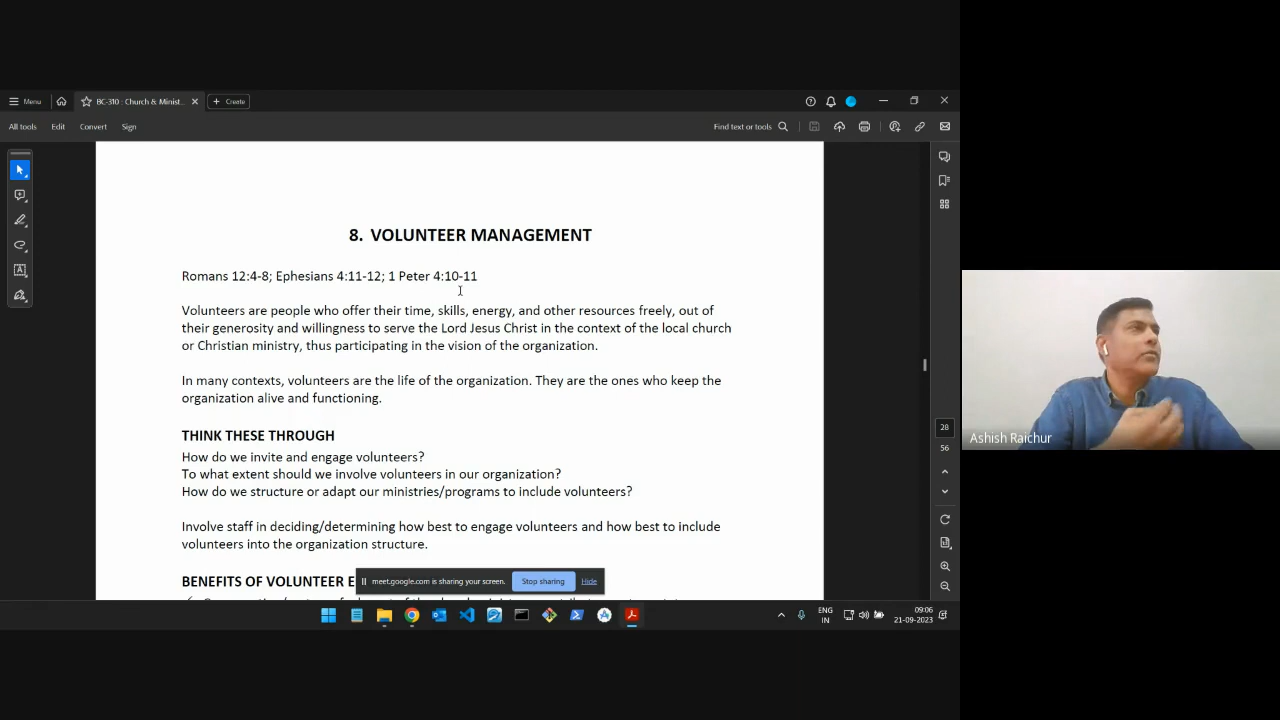 Menu
BC-310 : Church & Minist...
Create
All tools
Edit
Convert
Sign
Find text or tools
8. VOLUNTEER MANAGEMENT
Romans 12:4-8; Ephesians 4:11-12; 1 Peter 4:10-11
Volunteers are people who offer their time, skills, energy, and other resources freely, out of
their generosity and willingness to serve the Lord Jesus Christ in the context of the local church
or Christian ministry, thus participating in the vision of the organization.
In many contexts, volunteers are the life of the organization. They are the ones who keep the
organization alive and functioning.
THINK THESE THROUGH
How do we invite and engage volunteers?
To what extent should we involve volunteers in our organization?
How do we structure or adapt our ministries/programs to include volunteers?
Involve staff in deciding/determining how best to engage volunteers and how best to include
volunteers into the organization structure.
BENEFITS OF VOLUNTEER E
meet.google.com is sharing your screen.
Stop sharing
Hide
28
56
Ashish Raichur
ENG
IN
09:06
21-09-2023